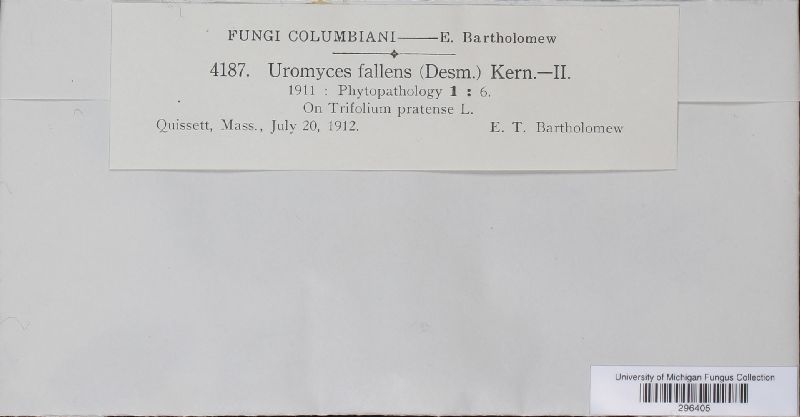 FUNGI COLUMBIANI——E. Bartholomew
4187. Uromyces fallens (Desm.) Kern.—II.
1911 : Phytopathology 1 : 6.
On Trifolium pratense L.
Quissett, Mass., July 20, 1912. E. T. Bartholomew
University of Michigan Fungus Collection
296405